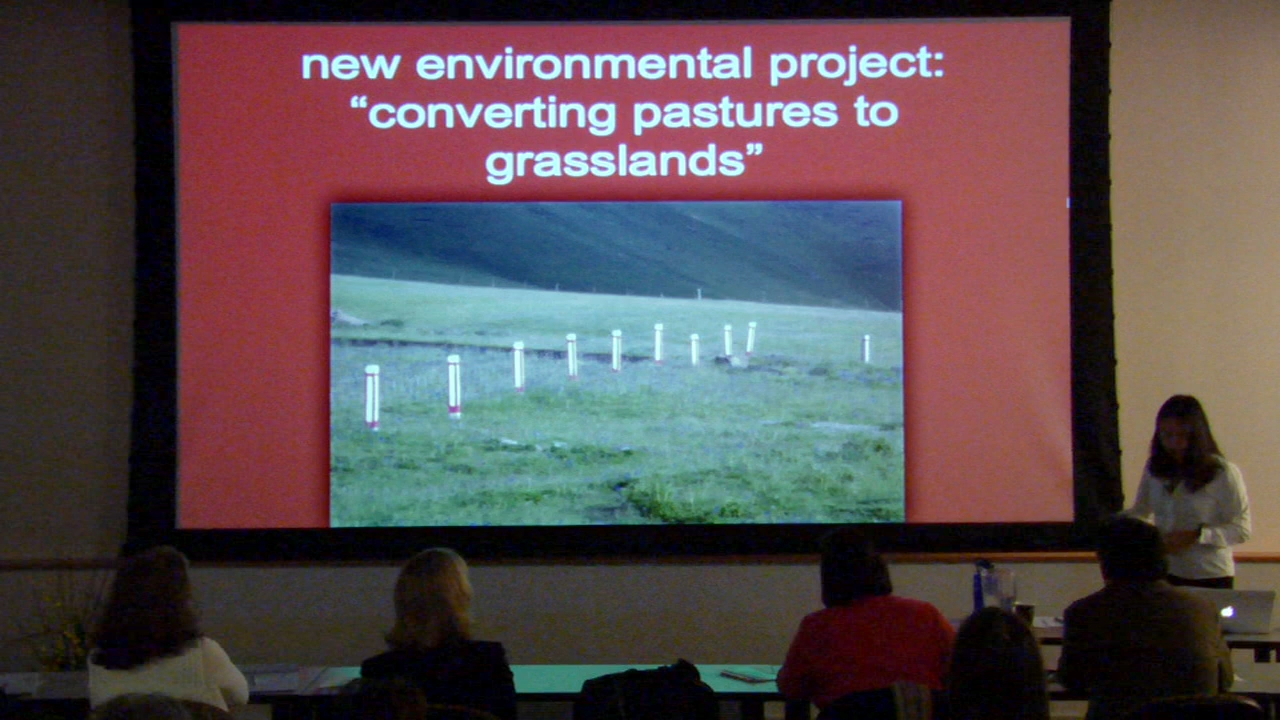 new environmental project:
“converting pastures to
grasslands”